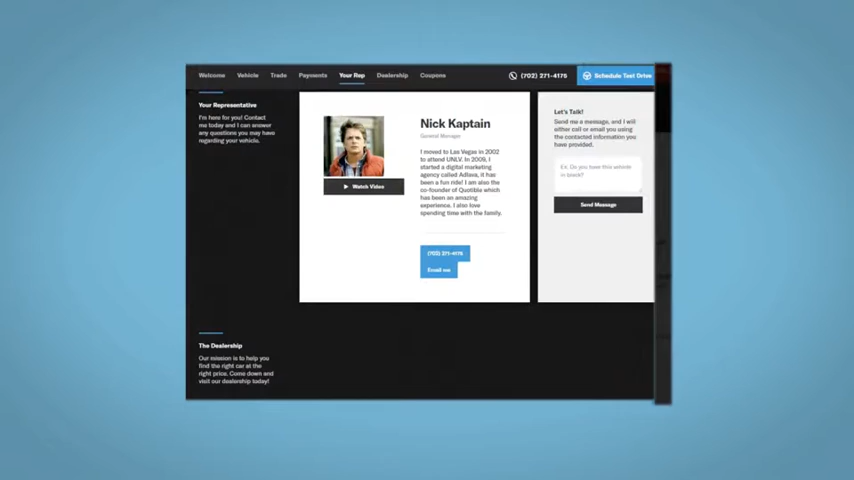 Welcome Vehicle Trade Payments Your Rep Dealership Coupons (702) 271-4175 Schedule Test Drive
Your Representative
I'm here for you! Contact
me today and I can answer
any questions you may have
regarding your vehicle.
Watch Video
Nick Kaptain
General Manager
I moved to Las Vegas in 2002
to attend UNLV. In 2009, I
started a digital marketing
agency called Adlava, it has
been a fun ride! I am also the
co-founder of Quotible which
has been an amazing
experience. I also love
spending time with the family.
(702) 271-4175
Email me
Let's Talk!
Send me a message, and I will
either call or email you using
the contacted information you
have provided.
Ex. Do you have this vehicle
in black?
Send Message
The Dealership
Our mission is to help you
find the right car at the
right price. Come down and
visit our dealership today!